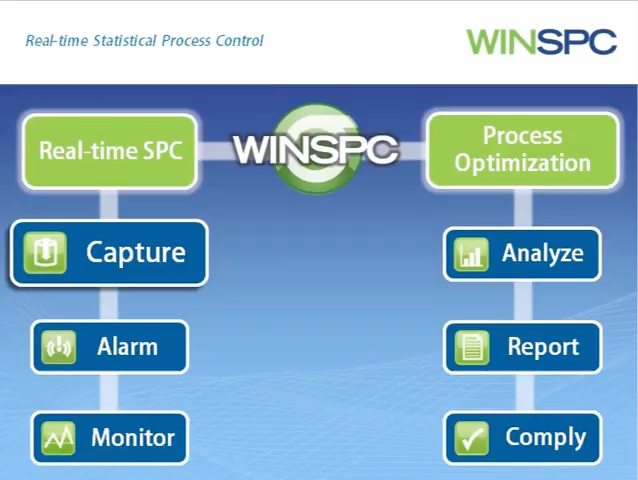 Real-time Statistical Process Control
WINSPC
Real-time SPC
WINSPC
Process
Optimization
Capture
Analyze
Alarm
Report
Monitor
Comply